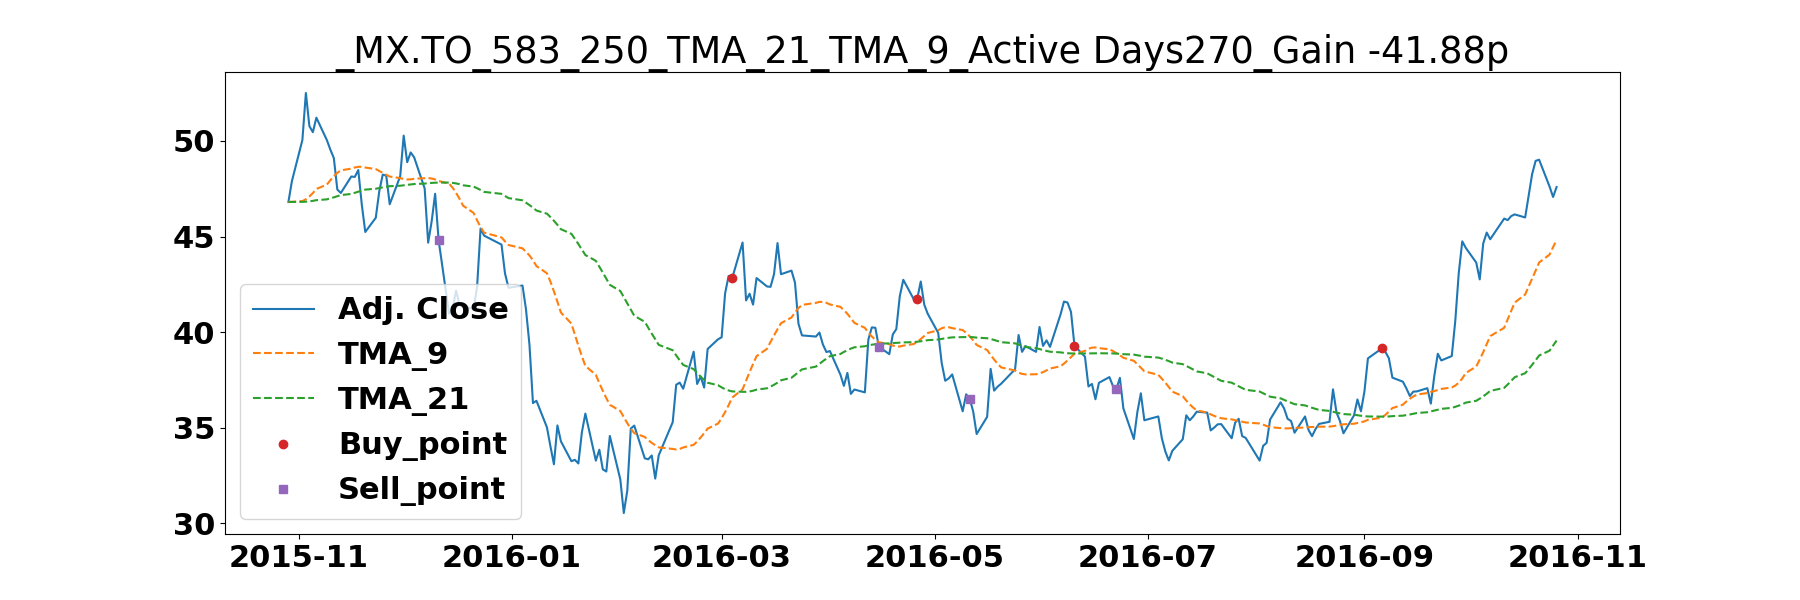 _MX.TO_583_250_TMA_21_TMA_9_Active Days270_Gain -41.88p
50
45
40
35
30
Adj. Close
TMA_9
TMA_21
Buy_point
Sell_point
2015-11 2016-01 2016-03 2016-05 2016-07 2016-09 2016-11